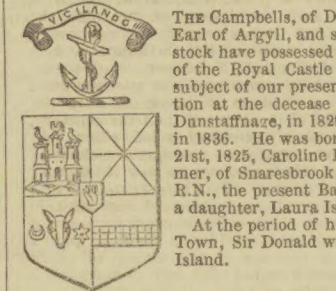 VIGILANDO
THE Campbells, of D
Earl of Argyll, and s
stock have possessed
of the Royal Castle
subject of our presen
tion at the decease
Dunstaffnage, in 182
in 1836. He was bor
21st, 1825, Caroline
mer, of Snaresbrook
R.N., the present Ba
a daughter, Laura Is
At the period of h
Town, Sir Donald w
Island.